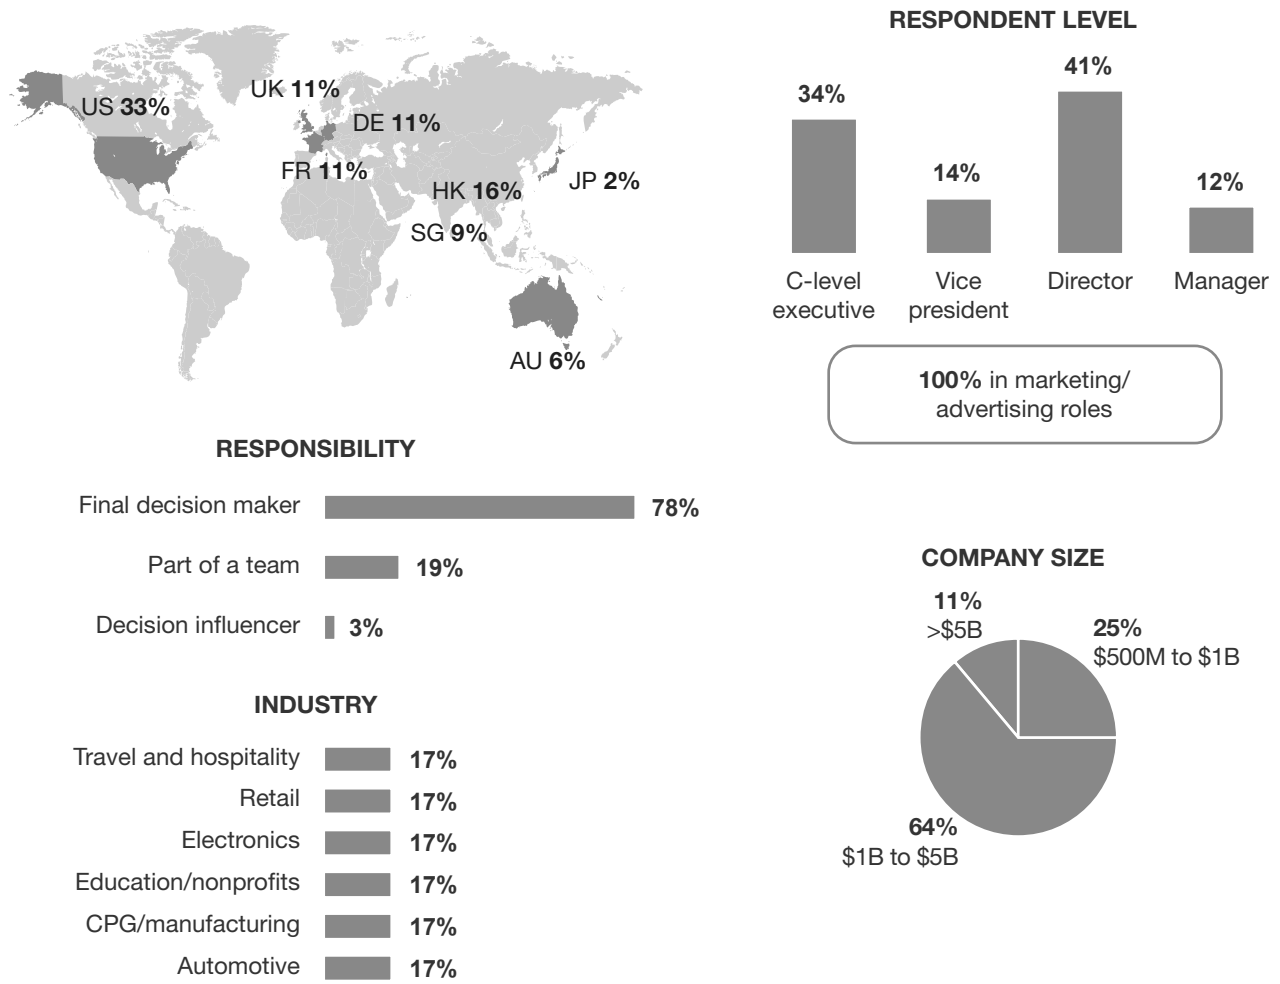 US 33%
UK 11%
DE 11%
FR 11%
HK 16%
JP 2%
SG 9%
AU 6%
RESPONDENT LEVEL
34%
14%
41%
12%
C-level
executive
Vice
president
Director
Manager
100% in marketing/
advertising roles
RESPONSIBILITY
Final decision maker 78%
Part of a team 19%
Decision influencer 3%
INDUSTRY
Travel and hospitality 17%
Retail 17%
Electronics 17%
Education/nonprofits 17%
CPG/manufacturing 17%
Automotive 17%
COMPANY SIZE
11%
>$5B
25%
$500M to $1B
64%
$1B to $5B